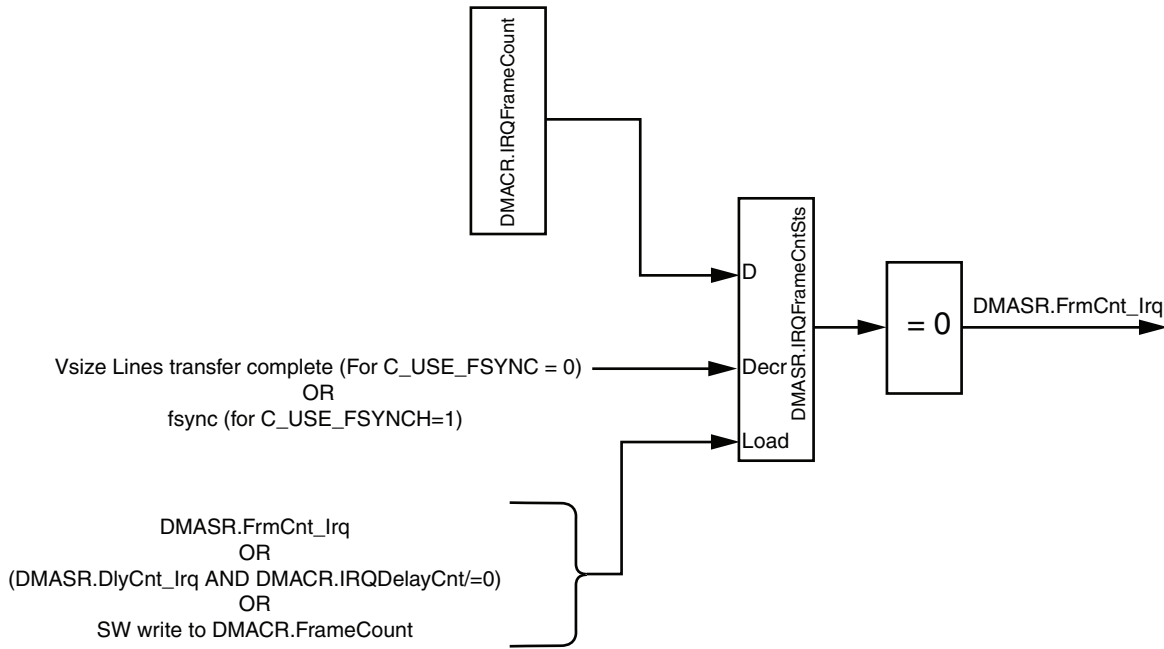 DMACR.IRQFrameCount
D
DMASR.IRQFrameCntSts
= 0
DMASR.FrmCnt_Irq
Vsize Lines transfer complete (For C_USE_FSYNC = 0)
OR
fsync (for C_USE_FSYNCH=1)
Decr
Load
DMASR.FrmCnt_Irq
OR
(DMASR.DlyCnt_Irq AND DMACR.IRQDelayCnt/=0)
OR
SW write to DMACR.FrameCount